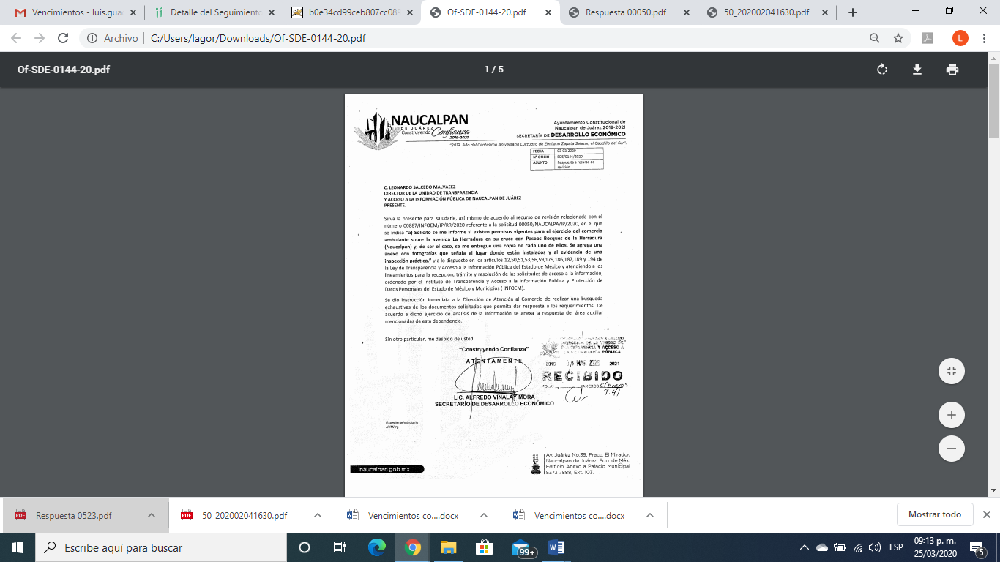 Vencimientos - luis.gua
Detalle del Seguimiento
b0e34cd99ceb807cc089
Of-SDE-0144-20.pdf
Respuesta 00050.pdf
50_202002041630.pdf
Archivo | C:/Users/lagor/Downloads/Of-SDE-0144-20.pdf
L
Of-SDE-0144-20.pdf
1 / 5
NAUCALPAN
DE JUÁREZ
Construyendo Confianza
2019-2021
Ayuntamiento Constitucional de
Naucalpan de Juárez 2019-2021
SECRETARÍA DE DESARROLLO ECONÓMICO
"2019. Año del Centésimo Aniversario Luctuoso de Emiliano Zapata Salazar, el Caudillo del Sur".
FECHA 03-03-2020
N° OFICIO SDE/0144/2020
ASUNTO Respuesta a recurso de
revisión.
C. LEONARDO SALCEDO MALVAEEZ
DIRECTOR DE LA UNIDAD DE TRANSPARENCIA
Y ACCESO A LA INFORMACIÓN PÚBLICA DE NAUCALPAN DE JUÁREZ
PRESENTE.
Sirva la presente para saludarle, así mismo de acuerdo al recurso de revisión relacionada con el
número 00887/INFOEM/IP/RR/2020 referente a la solicitud 00050/NAUCALPA/IP/2020, en el que
se indica "a) Solicito se me informe si existen permisos vigentes para el ejercicio del comercio
ambulante sobre la avenida La Herradura en su cruce con Paseos Bosques de la Herradura
(Naucalpan) y, de ser el caso, se me entregue una copia de cada uno de ellos. Se agrega una
anexo con fotografías que señala el lugar donde están instalados y al evidencia de una
inspección práctica." y a lo dispuesto en los artículos 12,50,51,53,56,59,179,186,187,189 y 194 de
la Ley de Transparencia y Acceso a la Información Pública del Estado de México y atendiendo a los
lineamientos para la recepción, trámite y resolución de las solicitudes de acceso a la información,
ordenado por el Instituto de Transparencia y Acceso a la Información Pública y Protección de
Datos Personales del Estado de México y Municipios ( INFOEM).
Se dio instrucción inmediata a la Dirección de Atención al Comercio de realizar una busqueda
exhaustivas de los documentos solicitados que permita dar respuesta a los requerimientos. De
acuerdo a dicho ejercicio de análisis de la información se anexa la respuesta del área auxiliar
mencionadas de esta dependencia.
Sin otro particular, me despido de usted.
"Construyendo Confianza"
ATENTAMENTE
LIC. ALFREDO VINALAY MORA
SECRETARÍO DE DESARROLLO ECONÓMICO
DE LA UNIDAD DE
TRANSPARENCIA Y ACCESO A
LA INFORMACIÓN PÚBLICA
2019 MAR 2020 2021
RECIBIDO
ANEXOS
9:41
Expediente/minutario
AVM/irg
naucalpan.gob.mx
Av. Juárez No.39, Fracc. El Mirador,
Naucalpan de Juárez, Edo. de Méx.
Edificio Anexo a Palacio Municipal
5373 7888, Ext. 103.
Respuesta 0523.pdf
50_202002041630.pdf
Vencimientos co....docx
Vencimientos co....docx
Mostrar todo
Escribe aquí para buscar
99+
ESP
09:13 p. m.
25/03/2020
5